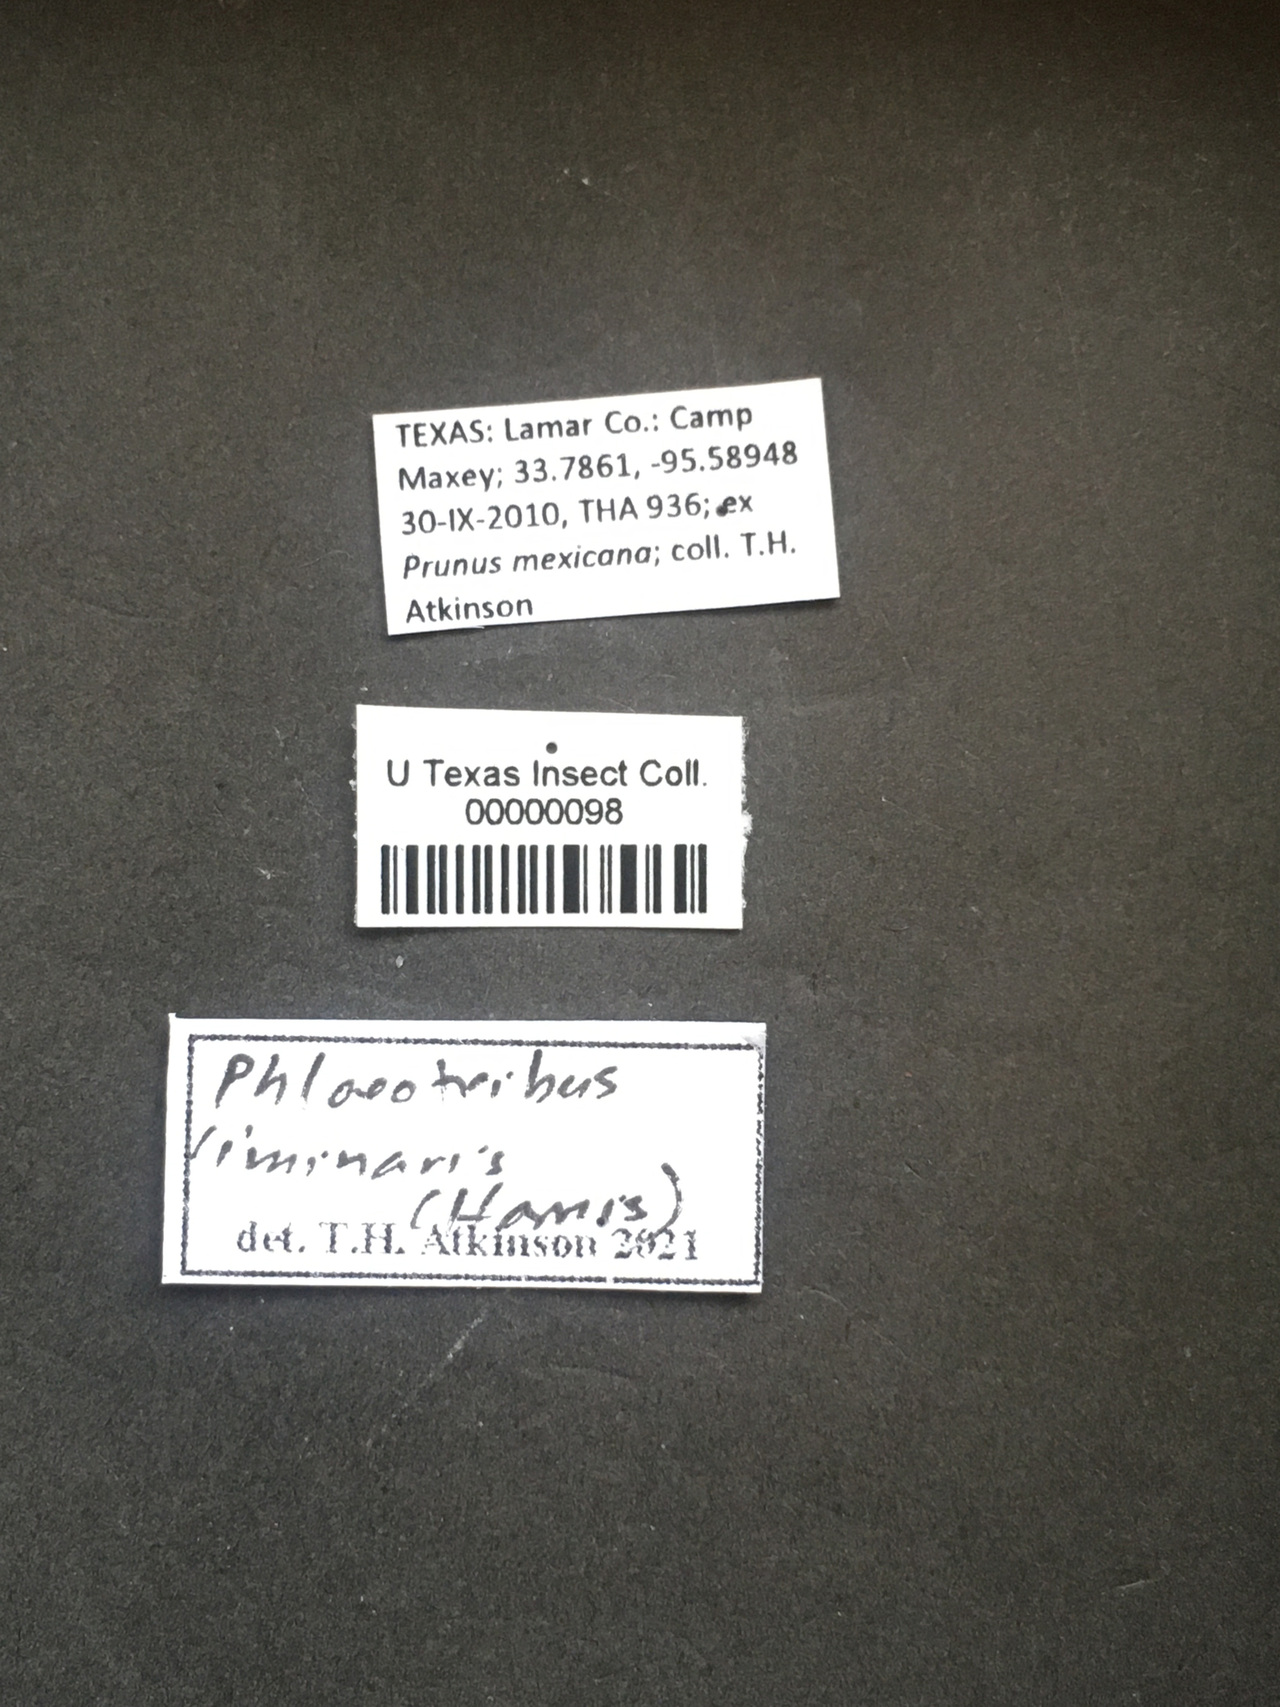 TEXAS: Lamar Co.: Camp
Maxey; 33.7861, -95.58948
30-IX-2010, THA 936; ex
Prunus mexicana; coll. T.H.
Atkinson
U Texas Insect Coll.
00000098
Phloeotribus
liminaris
(Harris)
det. T.H. Atkinson 2021